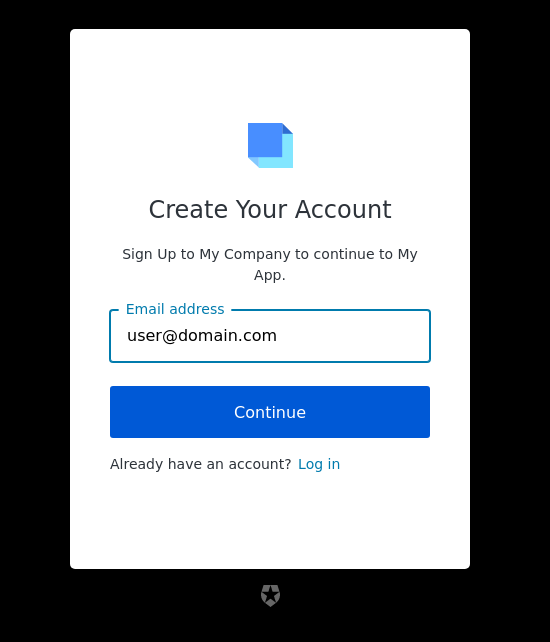 Create Your Account
Sign Up to My Company to continue to My
App.
Email address
user@domain.com
Continue
Already have an account? Log in